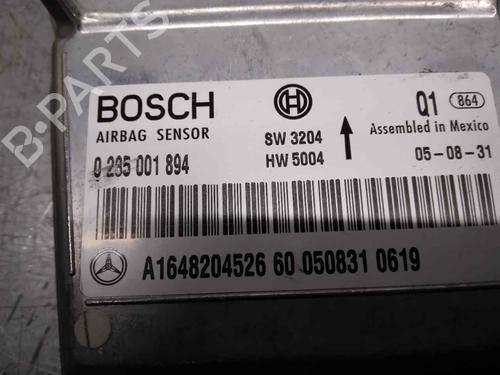 B-PARTS
BOSCH
AIRBAG SENSOR
0 285 001 894
SW 3204
HW 5004
Q1 864
Assembled in Mexico
05-08-31
A1648204526 60 050831 0619